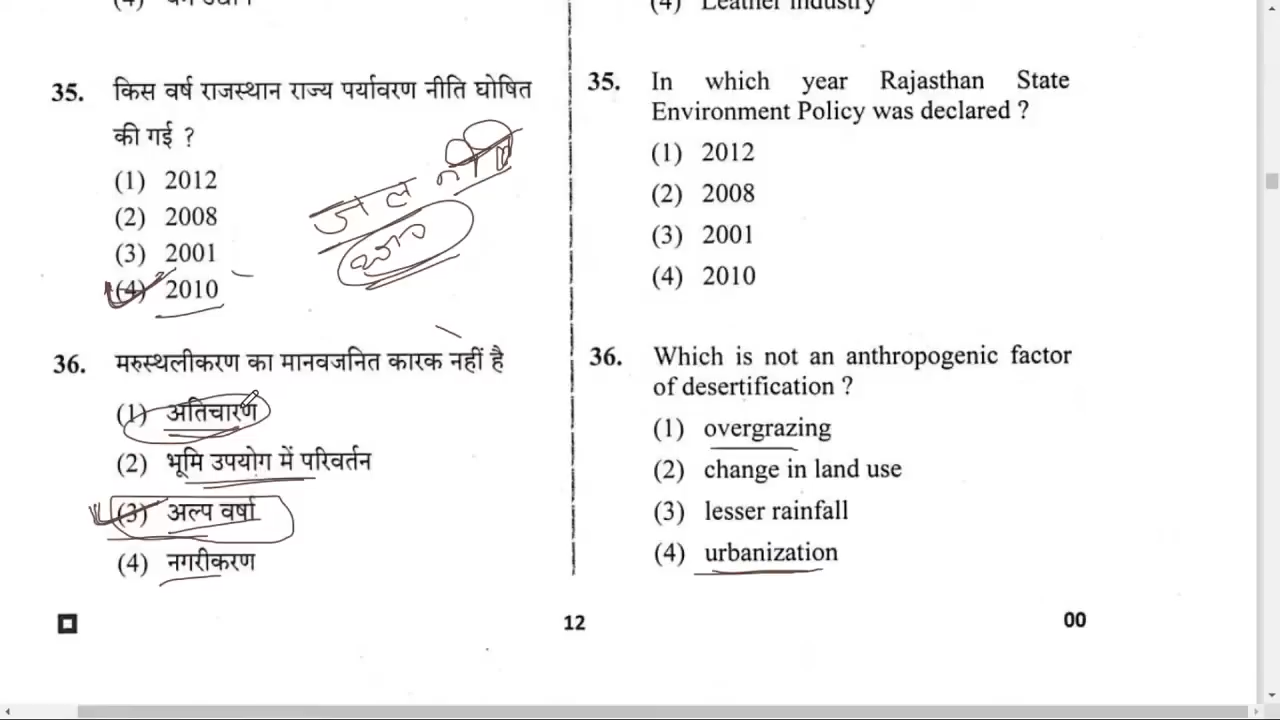 (4) Leather industry
35. किस वर्ष राजस्थान राज्य पर्यावरण नीति घोषित
की गई ?
(1) 2012
(2) 2008
(3) 2001
(4) 2010
जल नीति
36. मरुस्थलीकरण का मानवजनित कारक नहीं है
(1) अतिचारण
(2) भूमि उपयोग में परिवर्तन
(3) अल्प वर्षा
(4) नगरीकरण
35. In which year Rajasthan State
Environment Policy was declared ?
(1) 2012
(2) 2008
(3) 2001
(4) 2010
36. Which is not an anthropogenic factor
of desertification ?
(1) overgrazing
(2) change in land use
(3) lesser rainfall
(4) urbanization
12
00